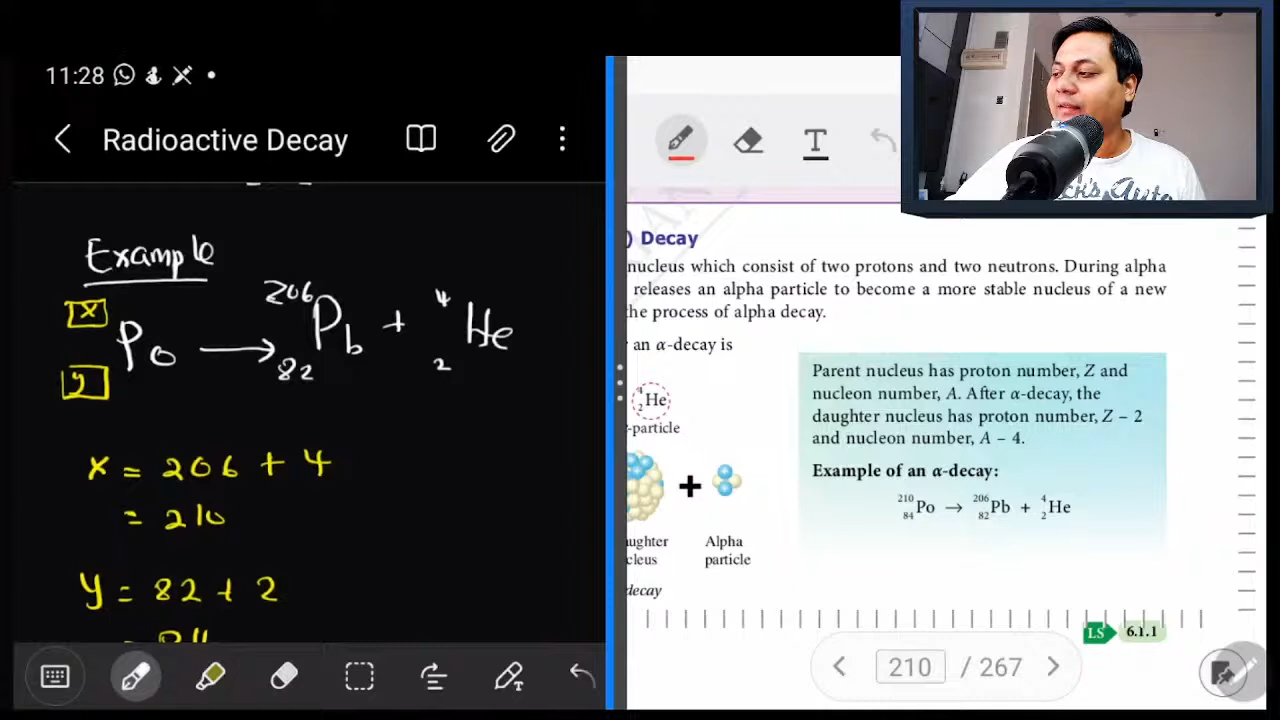 11:28
Radioactive Decay
Example
x
Po → 206 82 Pb + 4 2 He
y
x = 206 + 4
= 210
y = 82 + 2
= 84
) Decay
nucleus which consist of two protons and two neutrons. During alpha
releases an alpha particle to become a more stable nucleus of a new
the process of alpha decay.
an α-decay is
4 2 He
-particle
+
aughter
cleus
Alpha
particle
decay
Parent nucleus has proton number, Z and
nucleon number, A. After α-decay, the
daughter nucleus has proton number, Z – 2
and nucleon number, A – 4.
Example of an α-decay:
210 84 Po → 206 82 Pb + 4 2 He
LS 6.1.1
210 / 267